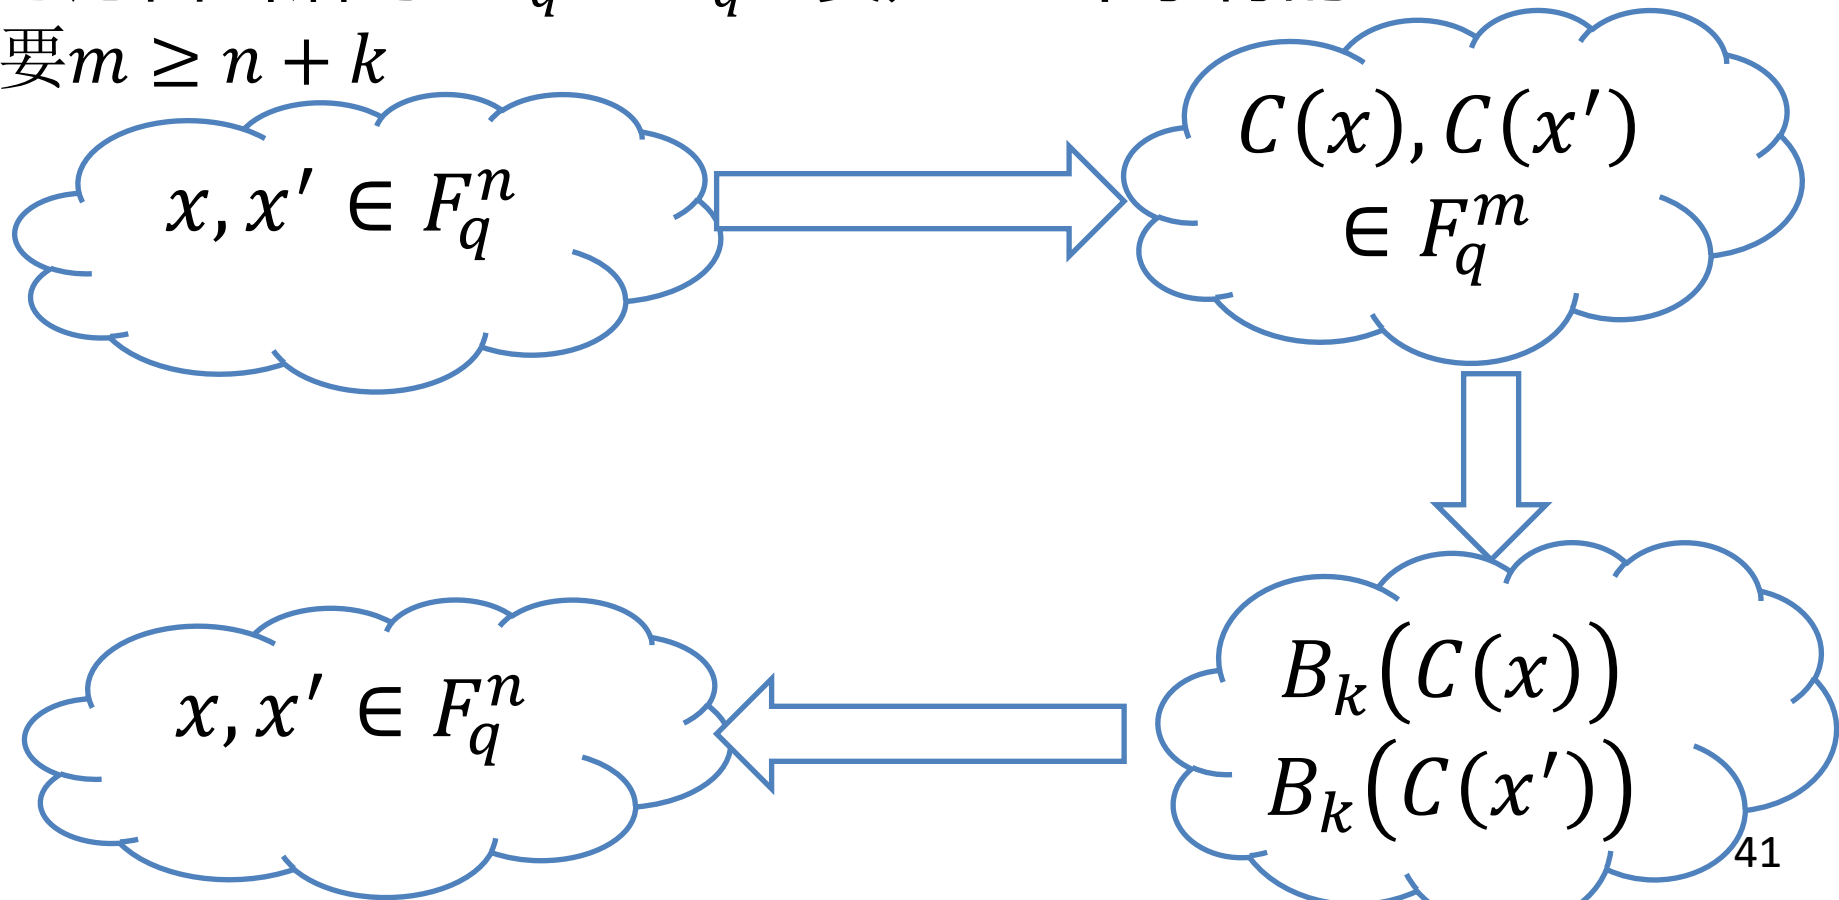 要m ≥ n + k
x, x′ ∈ F_q^n
C(x), C(x′)
∈ F_q^m
x, x′ ∈ F_q^n
B_k(C(x))
B_k(C(x′))
41